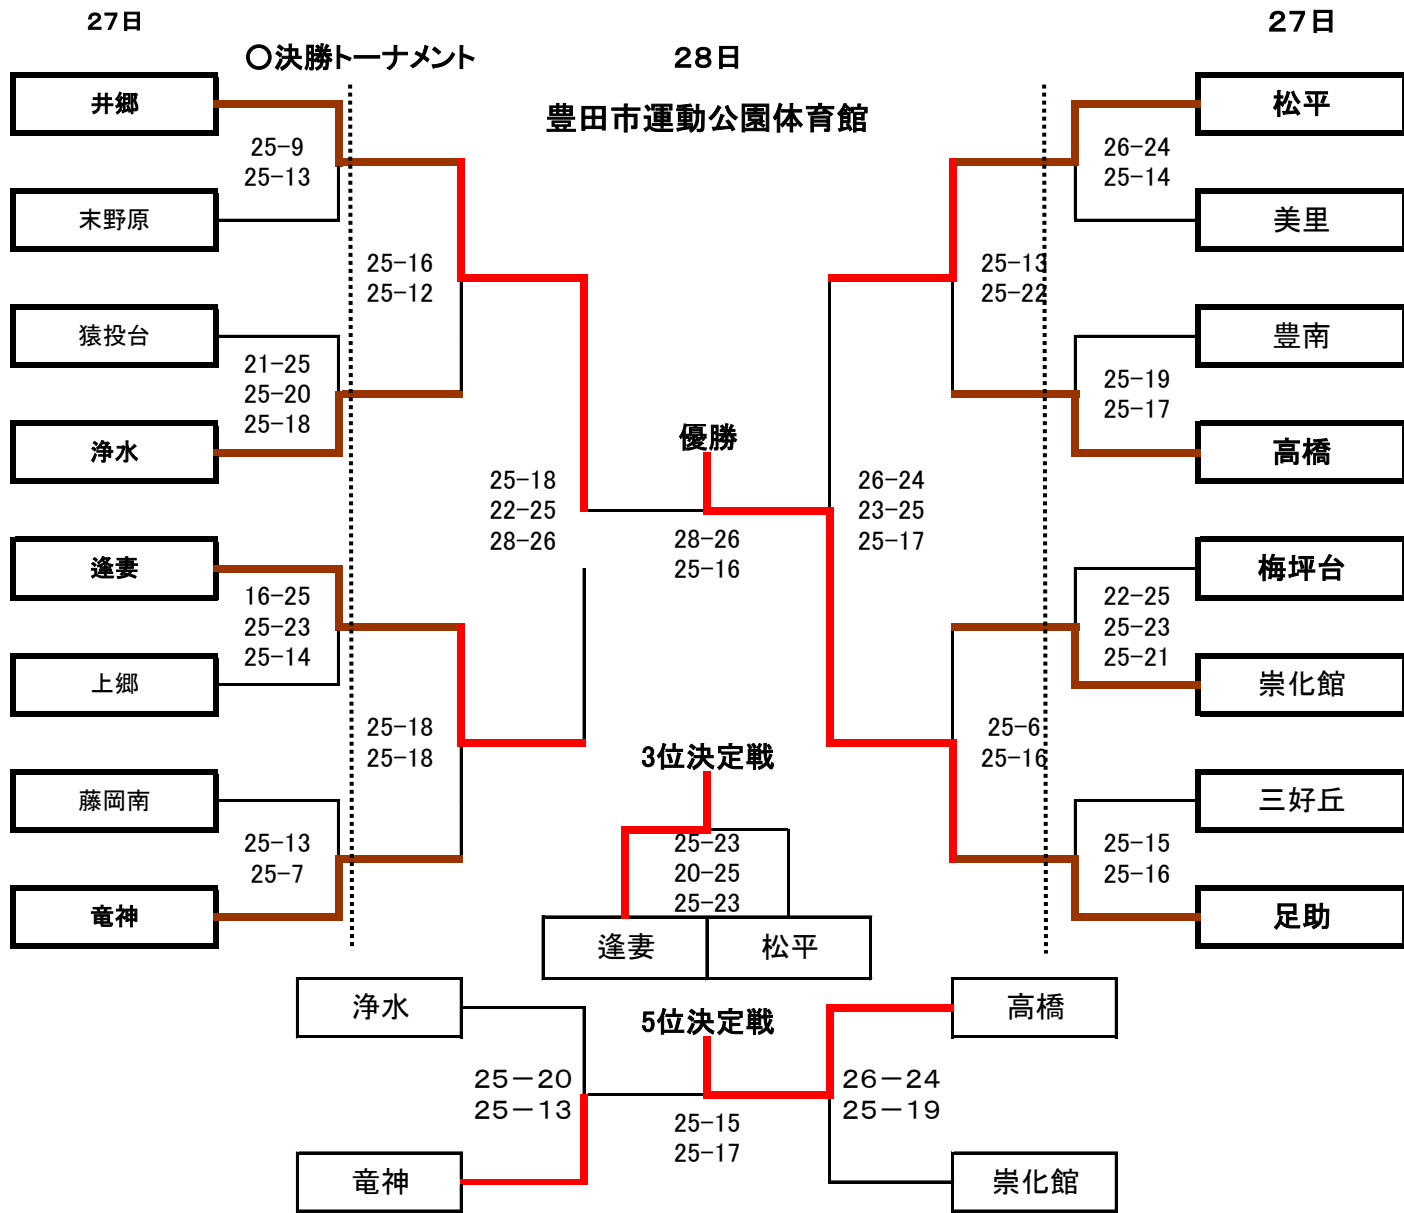 27日
27日
〇決勝トーナメント
28日
豊田市運動公園体育館
井郷
松平
25-9
25-13
26-24
25-14
末野原
美里
25-16
25-12
25-13
25-22
猿投台
豊南
21-25
25-20
25-18
25-19
25-17
浄水
優勝
高橋
25-18
22-25
28-26
28-26
25-16
26-24
23-25
25-17
逢妻
梅坪台
16-25
25-23
25-14
22-25
25-23
25-21
上郷
崇化館
25-18
25-18
25-6
25-16
3位決定戦
藤岡南
三好丘
25-13
25-7
25-23
20-25
25-23
25-15
25-16
竜神
足助
逢妻
松平
浄水
高橋
5位決定戦
25-20
25-13
26-24
25-19
25-15
25-17
竜神
崇化館